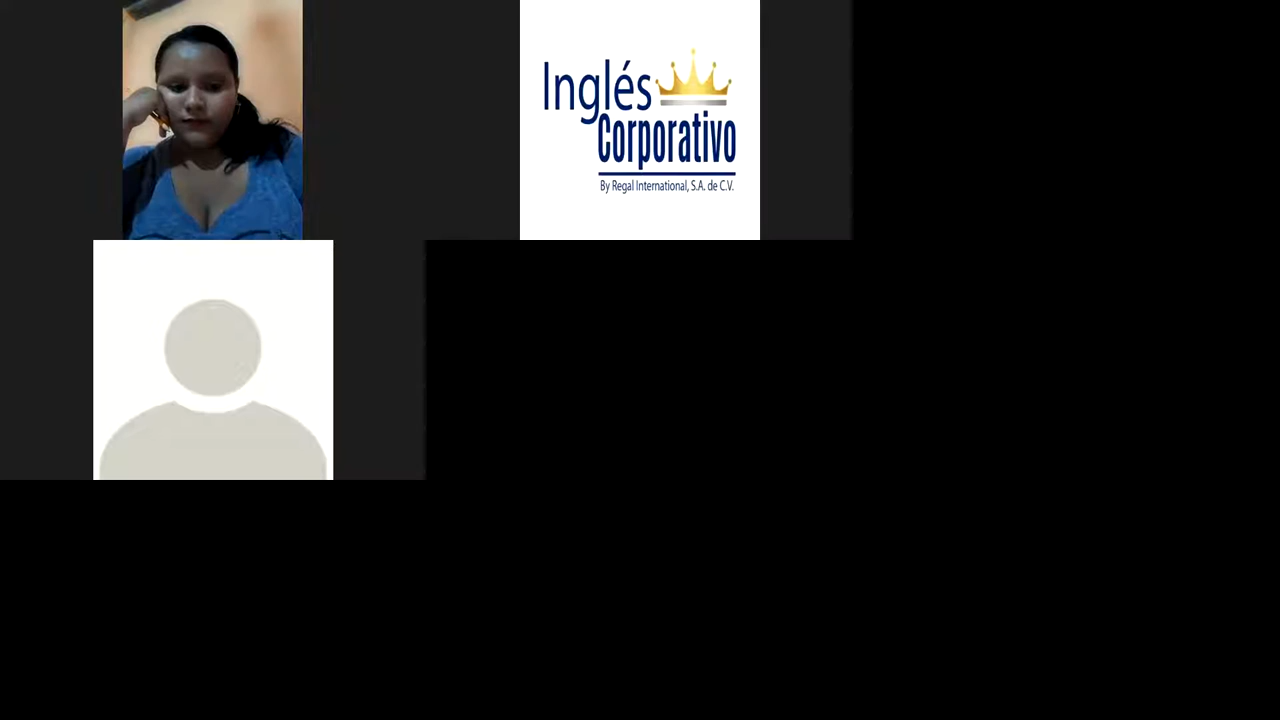 Inglés
Corporativo
By Regal International, S.A. de C.V.